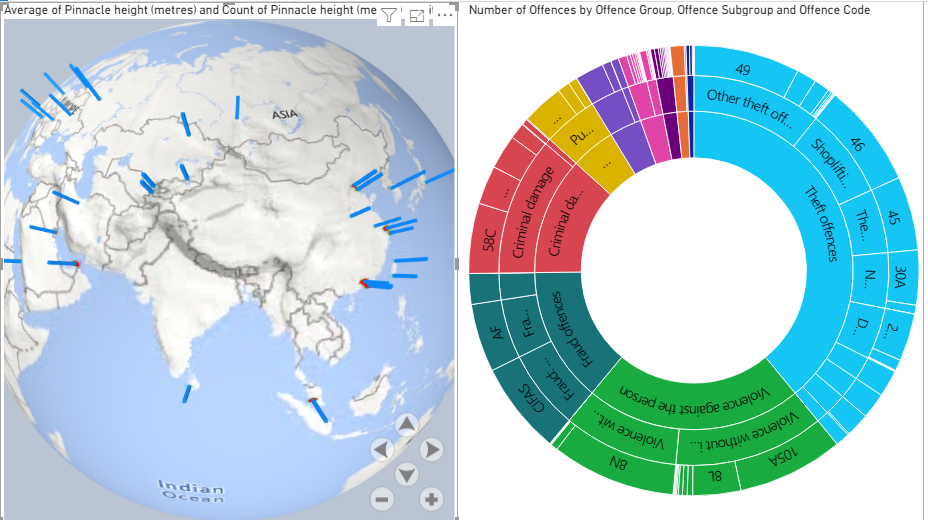 Average of Pinnacle height (metres) and Count of Pinnacle height (me
ASIA
Indian
Ocean
Number of Offences by Offence Group, Offence Subgroup and Offence Code
49
Other theft off...
46
Shoplifti...
Theft offences
45
The...
30A
N...
2...
D...
Violence against the person
Violence without i...
105A
8L
Violence wit...
8N
Fraud offences
Fraud: ...
CIFAS
Fra...
AF
Criminal da...
Criminal damage
58C
...
...
Pu...
...